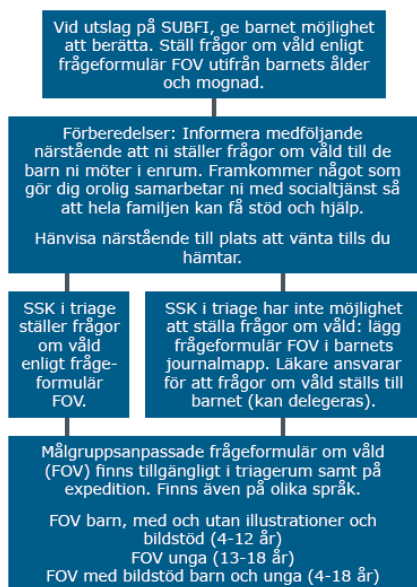 Vid utslag på SUBFI, ge barnet möjlighet
att berätta. Ställ frågor om våld enligt
frågeformulär FOV utifrån barnets ålder
och mognad.
Förberedelser: Informera medföljande
närstående att ni ställer frågor om våld till de
barn ni möter i enrum. Framkommer något som
gör dig orolig samarbetar ni med socialtjänst så
att hela familjen kan få stöd och hjälp.
Hänvisa närstående till plats att vänta tills du
hämtar.
SSK i triage
ställer frågor
om våld
enligt fråge-
formulär
FOV.
SSK i triage har inte möjlighet
att ställa frågor om våld: lägg
frågeformulär FOV i barnets
journalmapp. Läkare ansvarar
för att frågor om våld ställs till
barnet (kan delegeras).
Målgruppsanpassade frågeformulär om våld
(FOV) finns tillgängligt i triagerum samt på
expedition. Finns även på olika språk.
FOV barn, med och utan illustrationer och
bildstöd (4-12 år)
FOV unga (13-18 år)
FOV med bildstöd barn och unga (4-18 år)